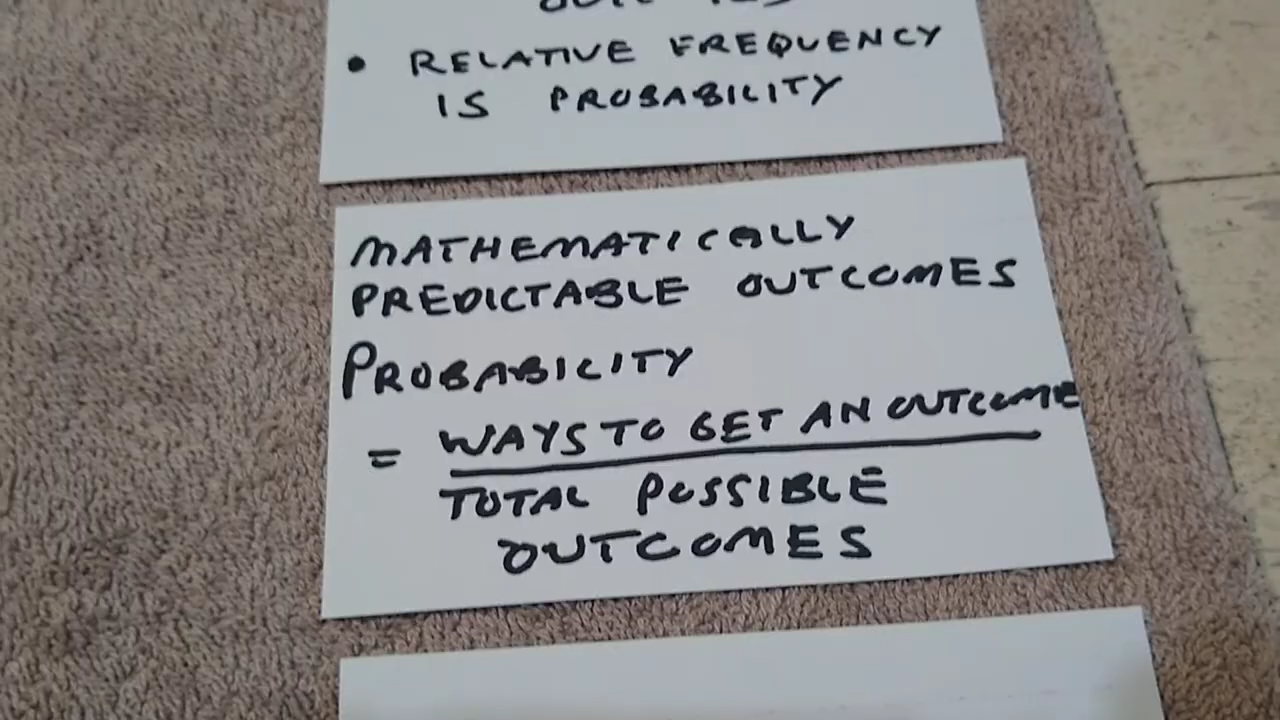 • RELATIVE FREQUENCY
IS PROBABILITY
MATHEMATICALLY
PREDICTABLE OUTCOMES
PROBABILITY
= WAYS TO GET AN OUTCOME
TOTAL POSSIBLE
OUTCOMES